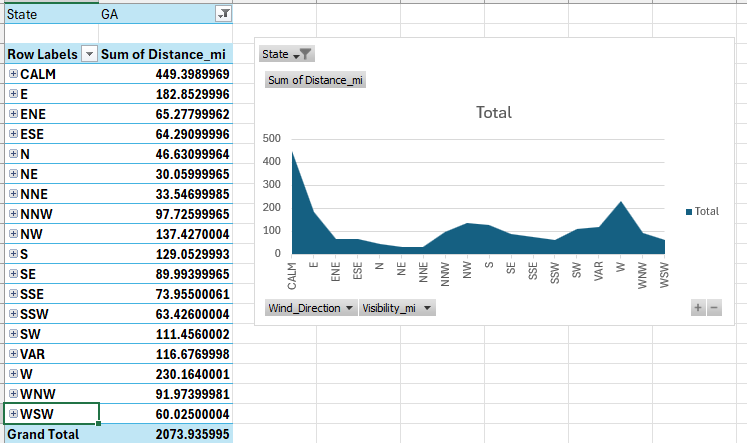 State GA
Row Labels Sum of Distance_mi
CALM 449.3989969
E 182.8529996
ENE 65.27799962
ESE 64.29099996
N 46.63099964
NE 30.05999965
NNE 33.54699985
NNW 97.72599965
NW 137.4270004
S 129.0529993
SE 89.99399965
SSE 73.95500061
SSW 63.42600004
SW 111.4560002
VAR 116.6769998
W 230.1640001
WNW 91.97399981
WSW 60.02500004
Grand Total 2073.935995
State
Sum of Distance_mi
Total
500
400
300
200
100
0
CALM E ENE ESE N NE NNE NNW NW S SE SSE SSW SW VAR W WNW WSW
Total
Wind_Direction Visibility_mi